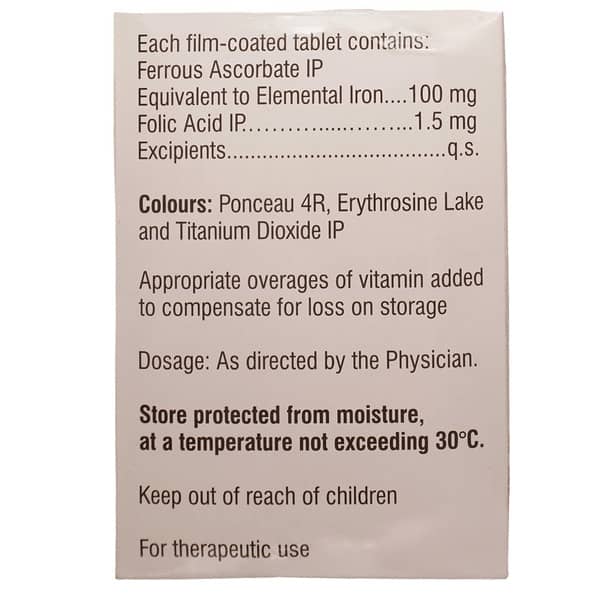 Each film-coated tablet contains:
Ferrous Ascorbate IP
Equivalent to Elemental Iron....100 mg
Folic Acid IP.……….....………...1.5 mg
Excipients.....................................q.s.
Colours: Ponceau 4R, Erythrosine Lake
and Titanium Dioxide IP
Appropriate overages of vitamin added
to compensate for loss on storage
Dosage: As directed by the Physician.
Store protected from moisture,
at a temperature not exceeding 30°C.
Keep out of reach of children
For therapeutic use